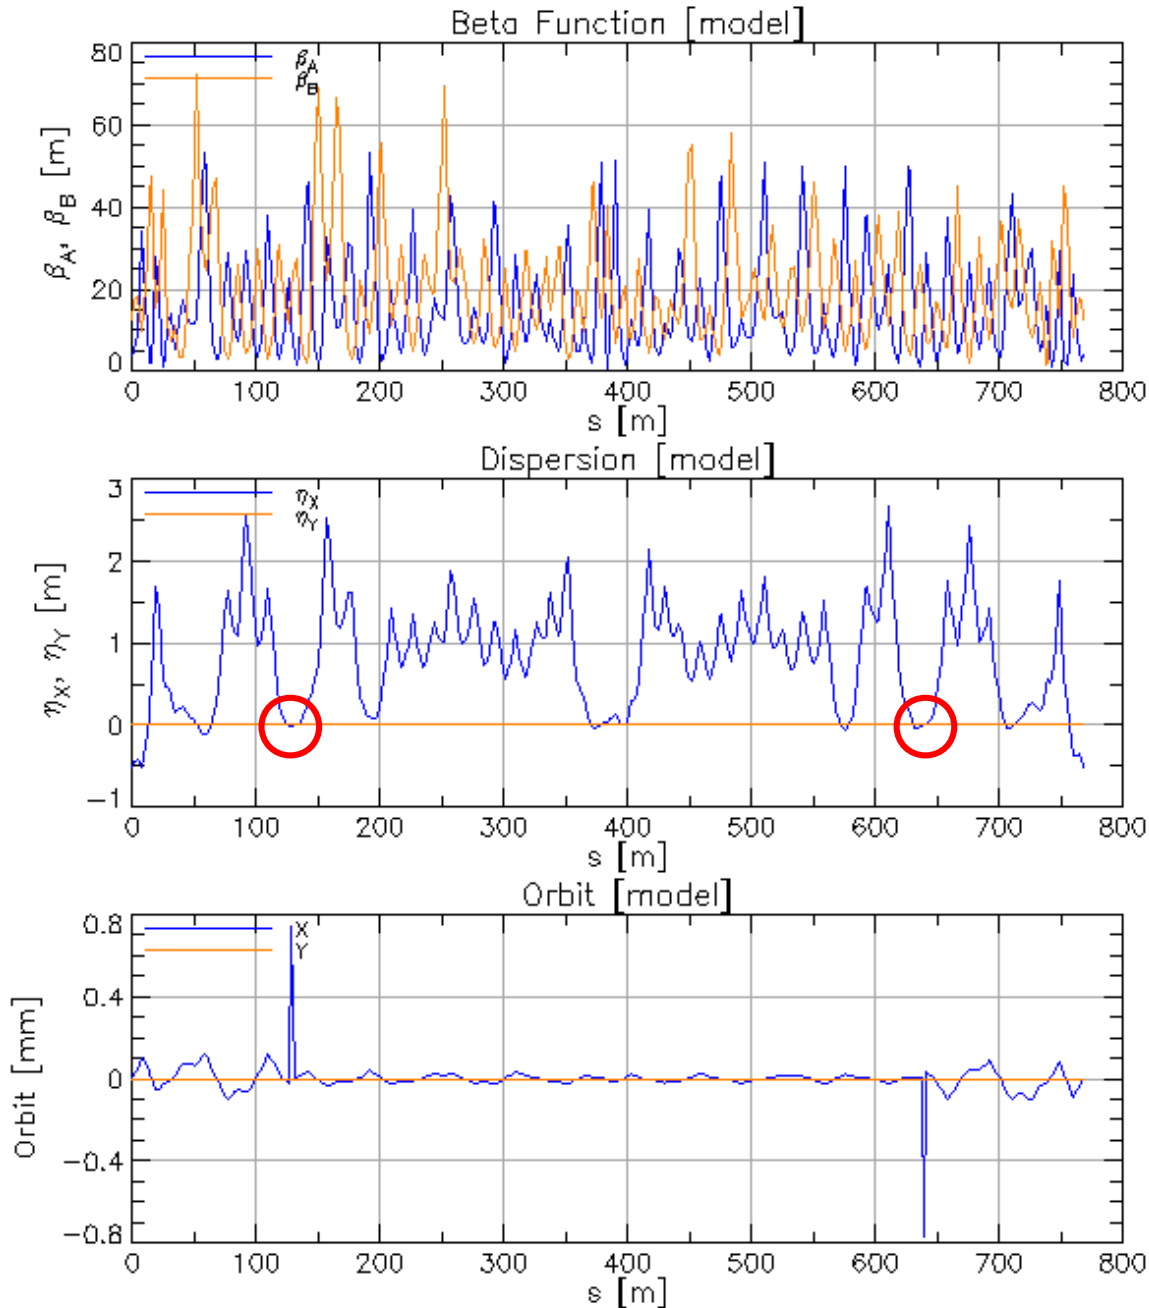 Beta Function [model]
β_A, β_B [m]
80
60
40
20
0
β_A
β_B
0 100 200 300 400 500 600 700 800
s [m]
Dispersion [model]
η_X, η_Y [m]
3
2
1
0
−1
η_X
η_Y
0 100 200 300 400 500 600 700 800
s [m]
Orbit [model]
Orbit [mm]
0.8
0.4
0
−0.4
−0.8
X
Y
0 100 200 300 400 500 600 700 800
s [m]